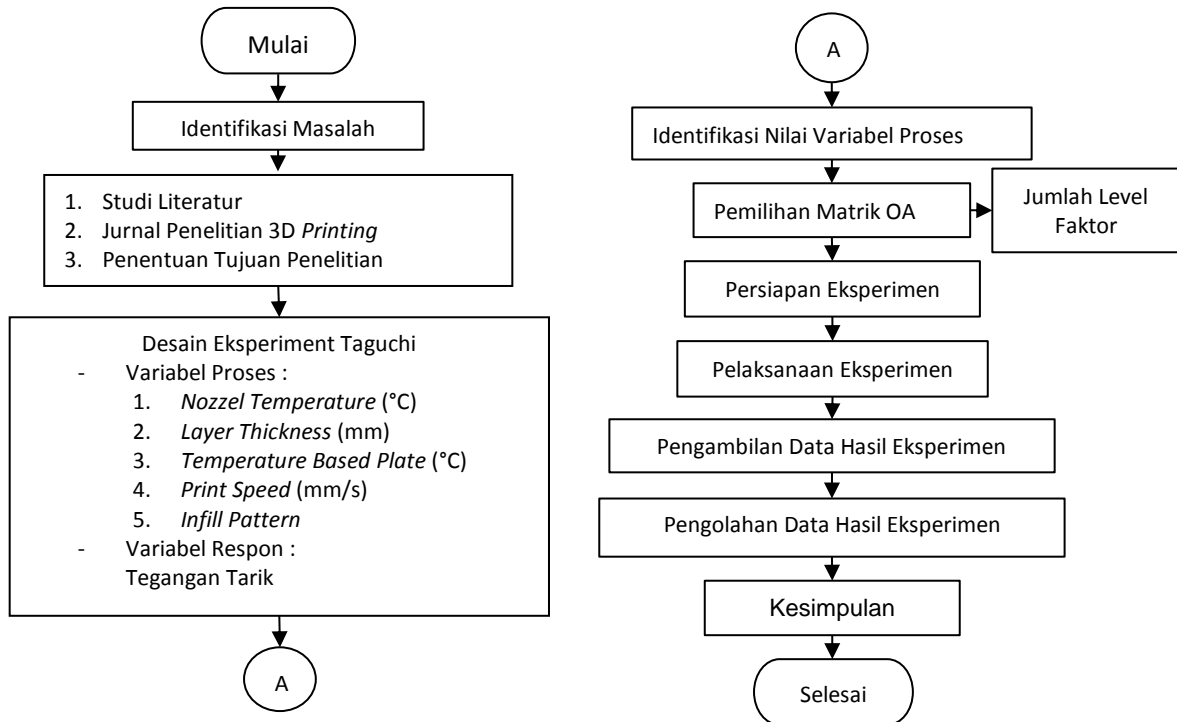 Mulai
Identifikasi Masalah
1. Studi Literatur
2. Jurnal Penelitian 3D Printing
3. Penentuan Tujuan Penelitian
Desain Eksperiment Taguchi
- Variabel Proses :
1. Nozzel Temperature (°C)
2. Layer Thickness (mm)
3. Temperature Based Plate (°C)
4. Print Speed (mm/s)
5. Infill Pattern
- Variabel Respon :
Tegangan Tarik
A
A
Identifikasi Nilai Variabel Proses
Pemilihan Matrik OA
Jumlah Level
Faktor
Persiapan Eksperimen
Pelaksanaan Eksperimen
Pengambilan Data Hasil Eksperimen
Pengolahan Data Hasil Eksperimen
Kesimpulan
Selesai